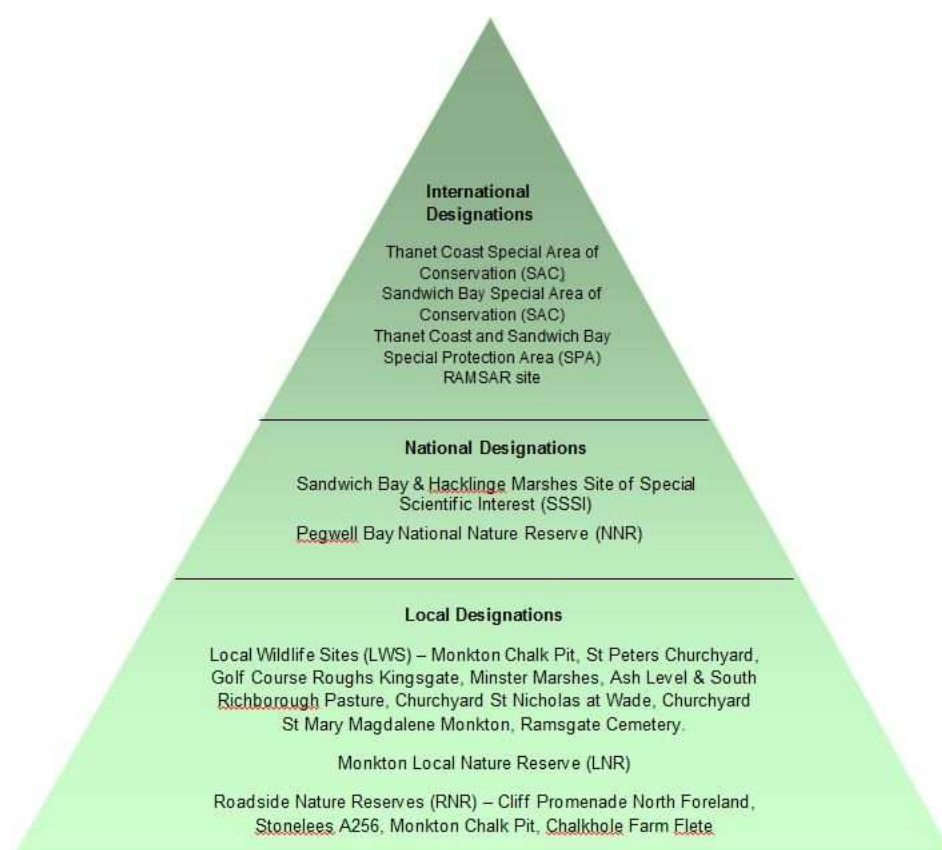 International
Designations
Thanet Coast Special Area of
Conservation (SAC)
Sandwich Bay Special Area of
Conservation (SAC)
Thanet Coast and Sandwich Bay
Special Protection Area (SPA)
RAMSAR site
National Designations
Sandwich Bay & Hacklinge Marshes Site of Special
Scientific Interest (SSSI)
Pegwell Bay National Nature Reserve (NNR)
Local Designations
Local Wildlife Sites (LWS) – Monkton Chalk Pit, St Peters Churchyard,
Golf Course Roughs Kingsgate, Minster Marshes, Ash Level & South
Richborough Pasture, Churchyard St Nicholas at Wade, Churchyard
St Mary Magdalene Monkton, Ramsgate Cemetery.
Monkton Local Nature Reserve (LNR)
Roadside Nature Reserves (RNR) – Cliff Promenade North Foreland,
Stonelees A256, Monkton Chalk Pit, Chalkhole Farm Flete